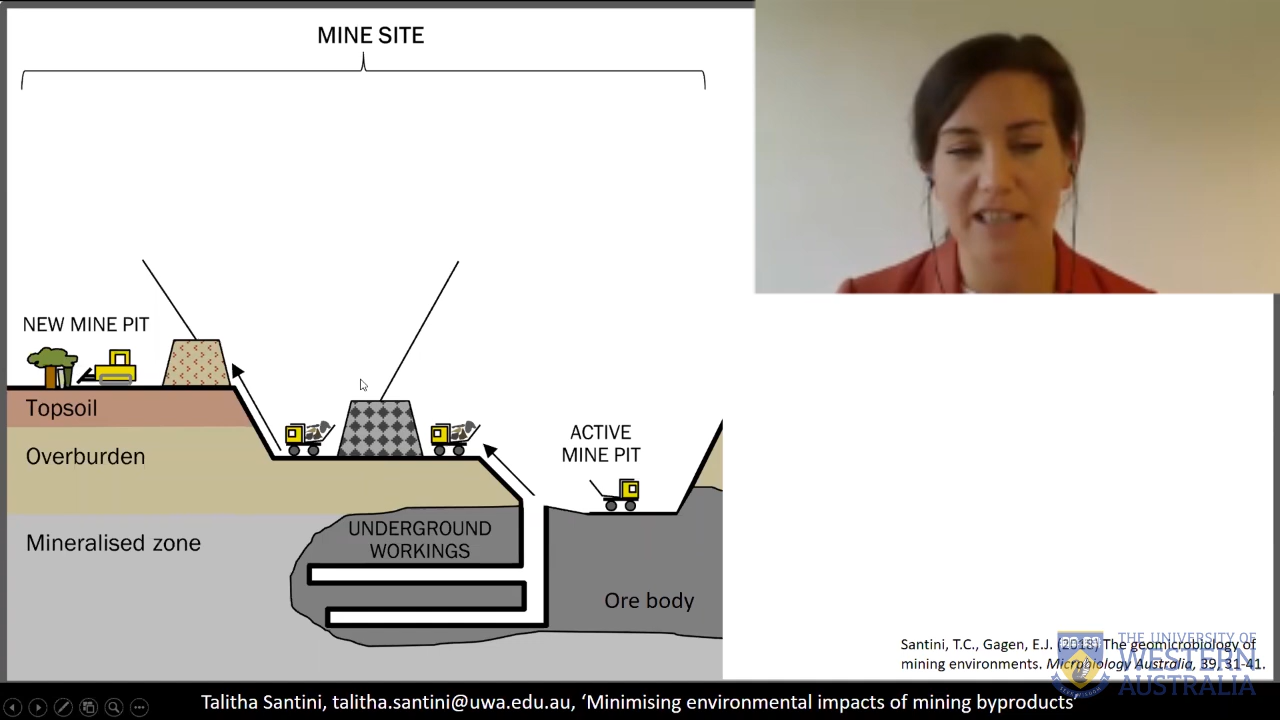 MINE SITE
NEW MINE PIT
Topsoil
Overburden
Mineralised zone
UNDERGROUND
WORKINGS
ACTIVE
MINE PIT
Ore body
Santini, T.C., Gagen, E.J. (2018) The geomicrobiology of
mining environments. Microbiology Australia, 39, 31-41.
THE UNIVERSITY OF
WESTERN
AUSTRALIA
Talitha Santini, talitha.santini@uwa.edu.au, ‘Minimising environmental impacts of mining byproducts’